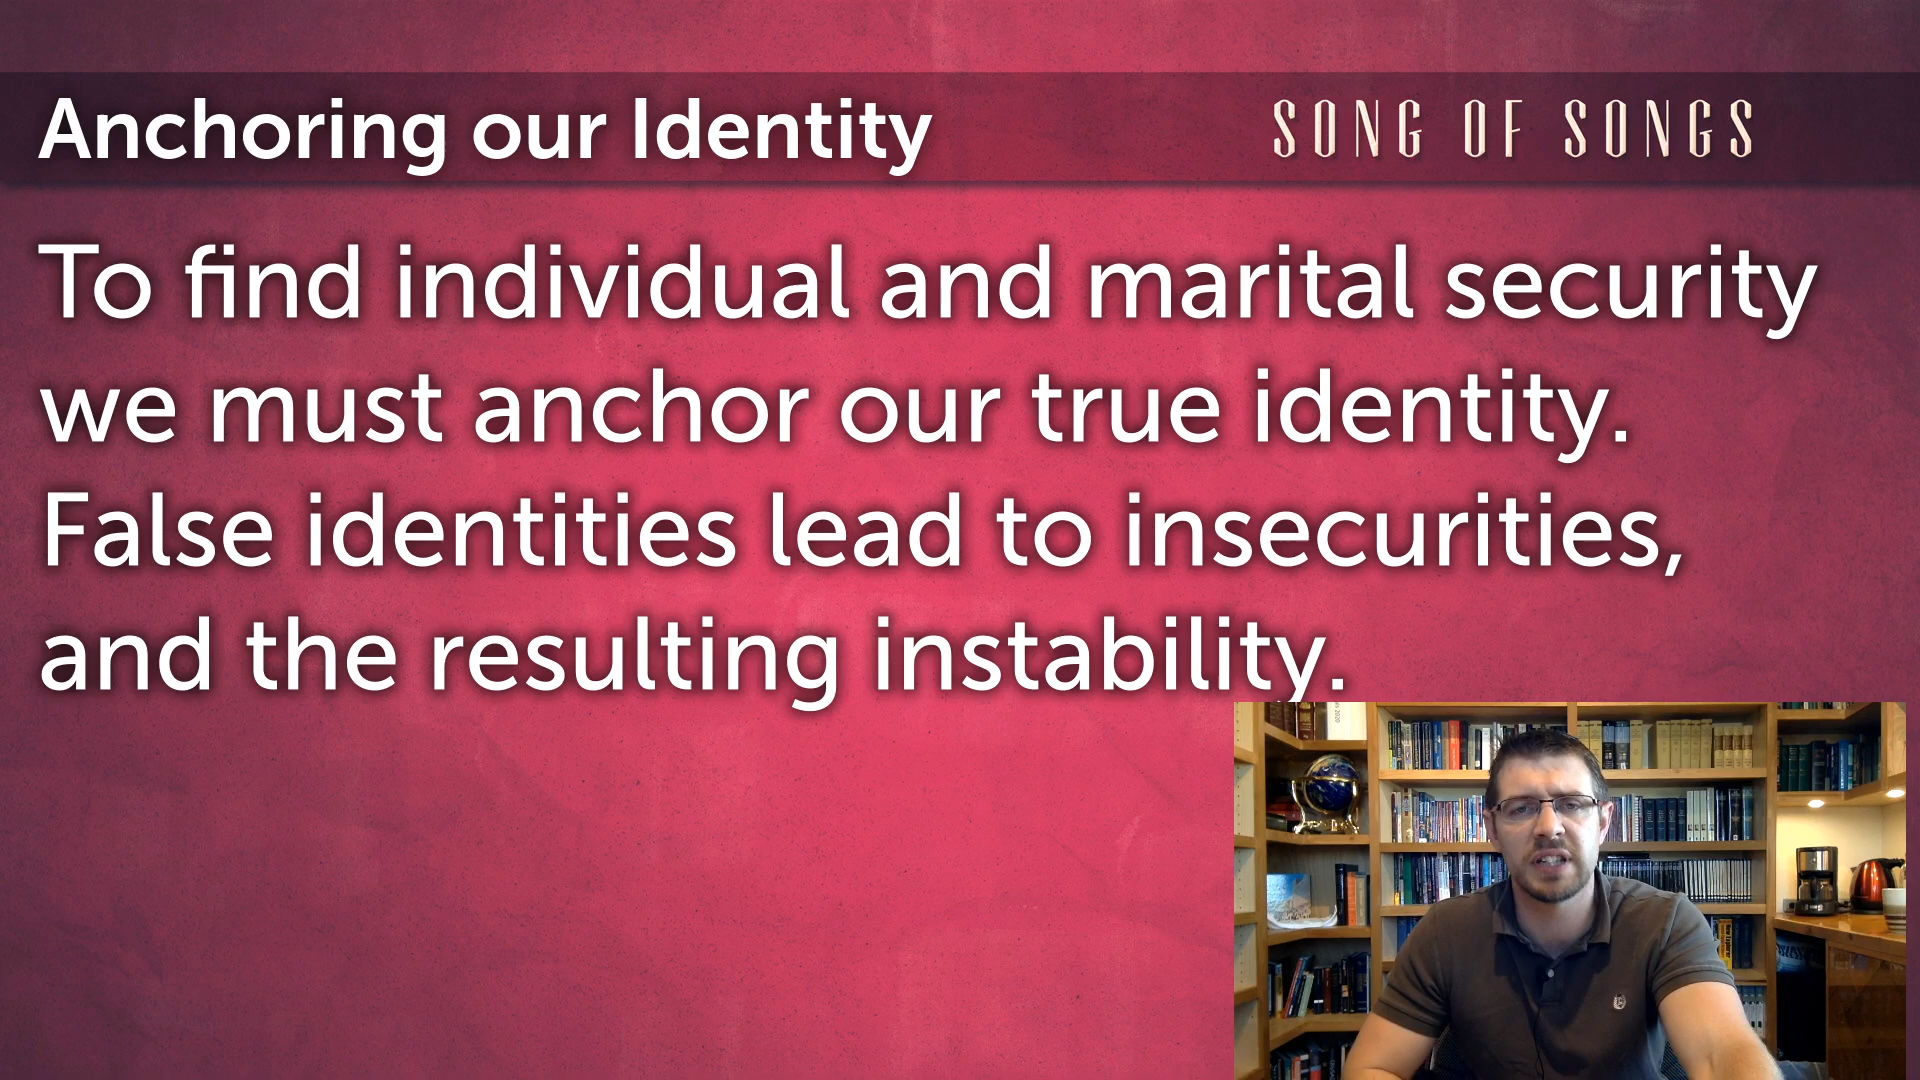 Anchoring our Identity
SONG OF SONGS
To find individual and marital security
we must anchor our true identity.
False identities lead to insecurities,
and the resulting instability.